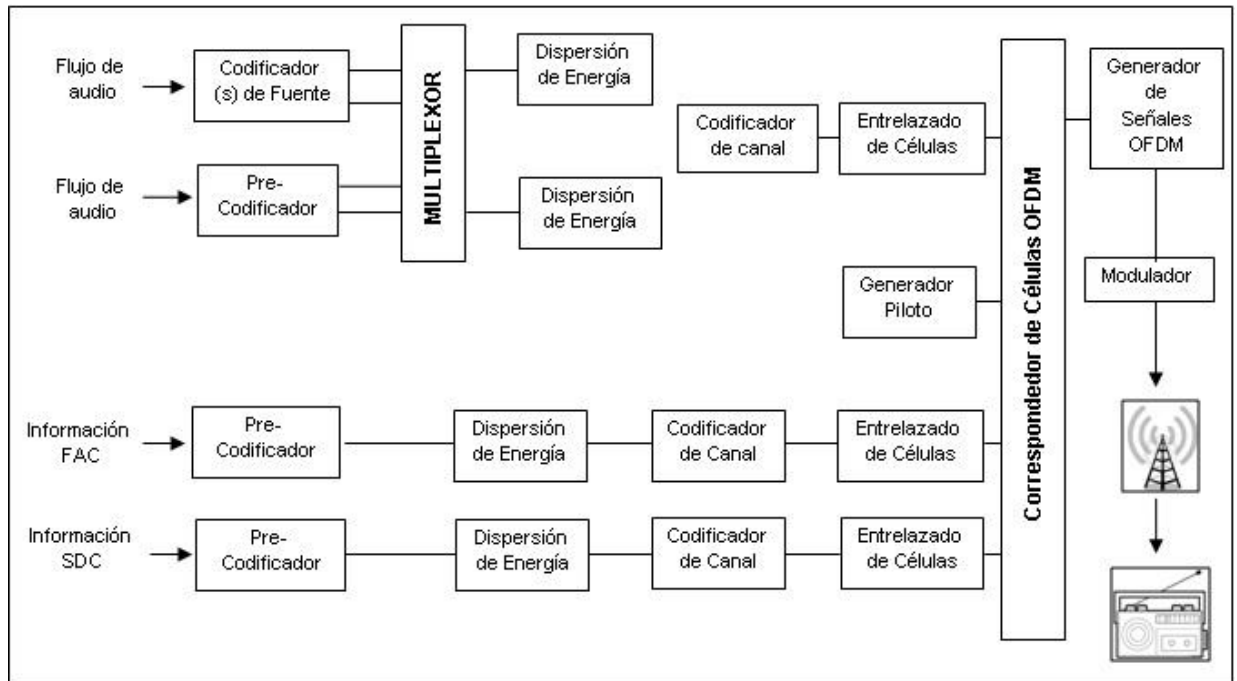 Flujo de
audio
Codificador
(s) de Fuente
MULTIPLEXOR
Dispersión
de Energía
Flujo de
audio
Pre-
Codificador
Dispersión
de Energía
Codificador
de canal
Entrelazado
de Células
Generador
Piloto
Correspondedor de Células OFDM
Generador
de
Señales
OFDM
Modulador
Información
FAC
Pre-
Codificador
Dispersión
de Energía
Codificador
de Canal
Entrelazado
de Células
Información
SDC
Pre-
Codificador
Dispersión
de Energía
Codificador
de Canal
Entrelazado
de Células